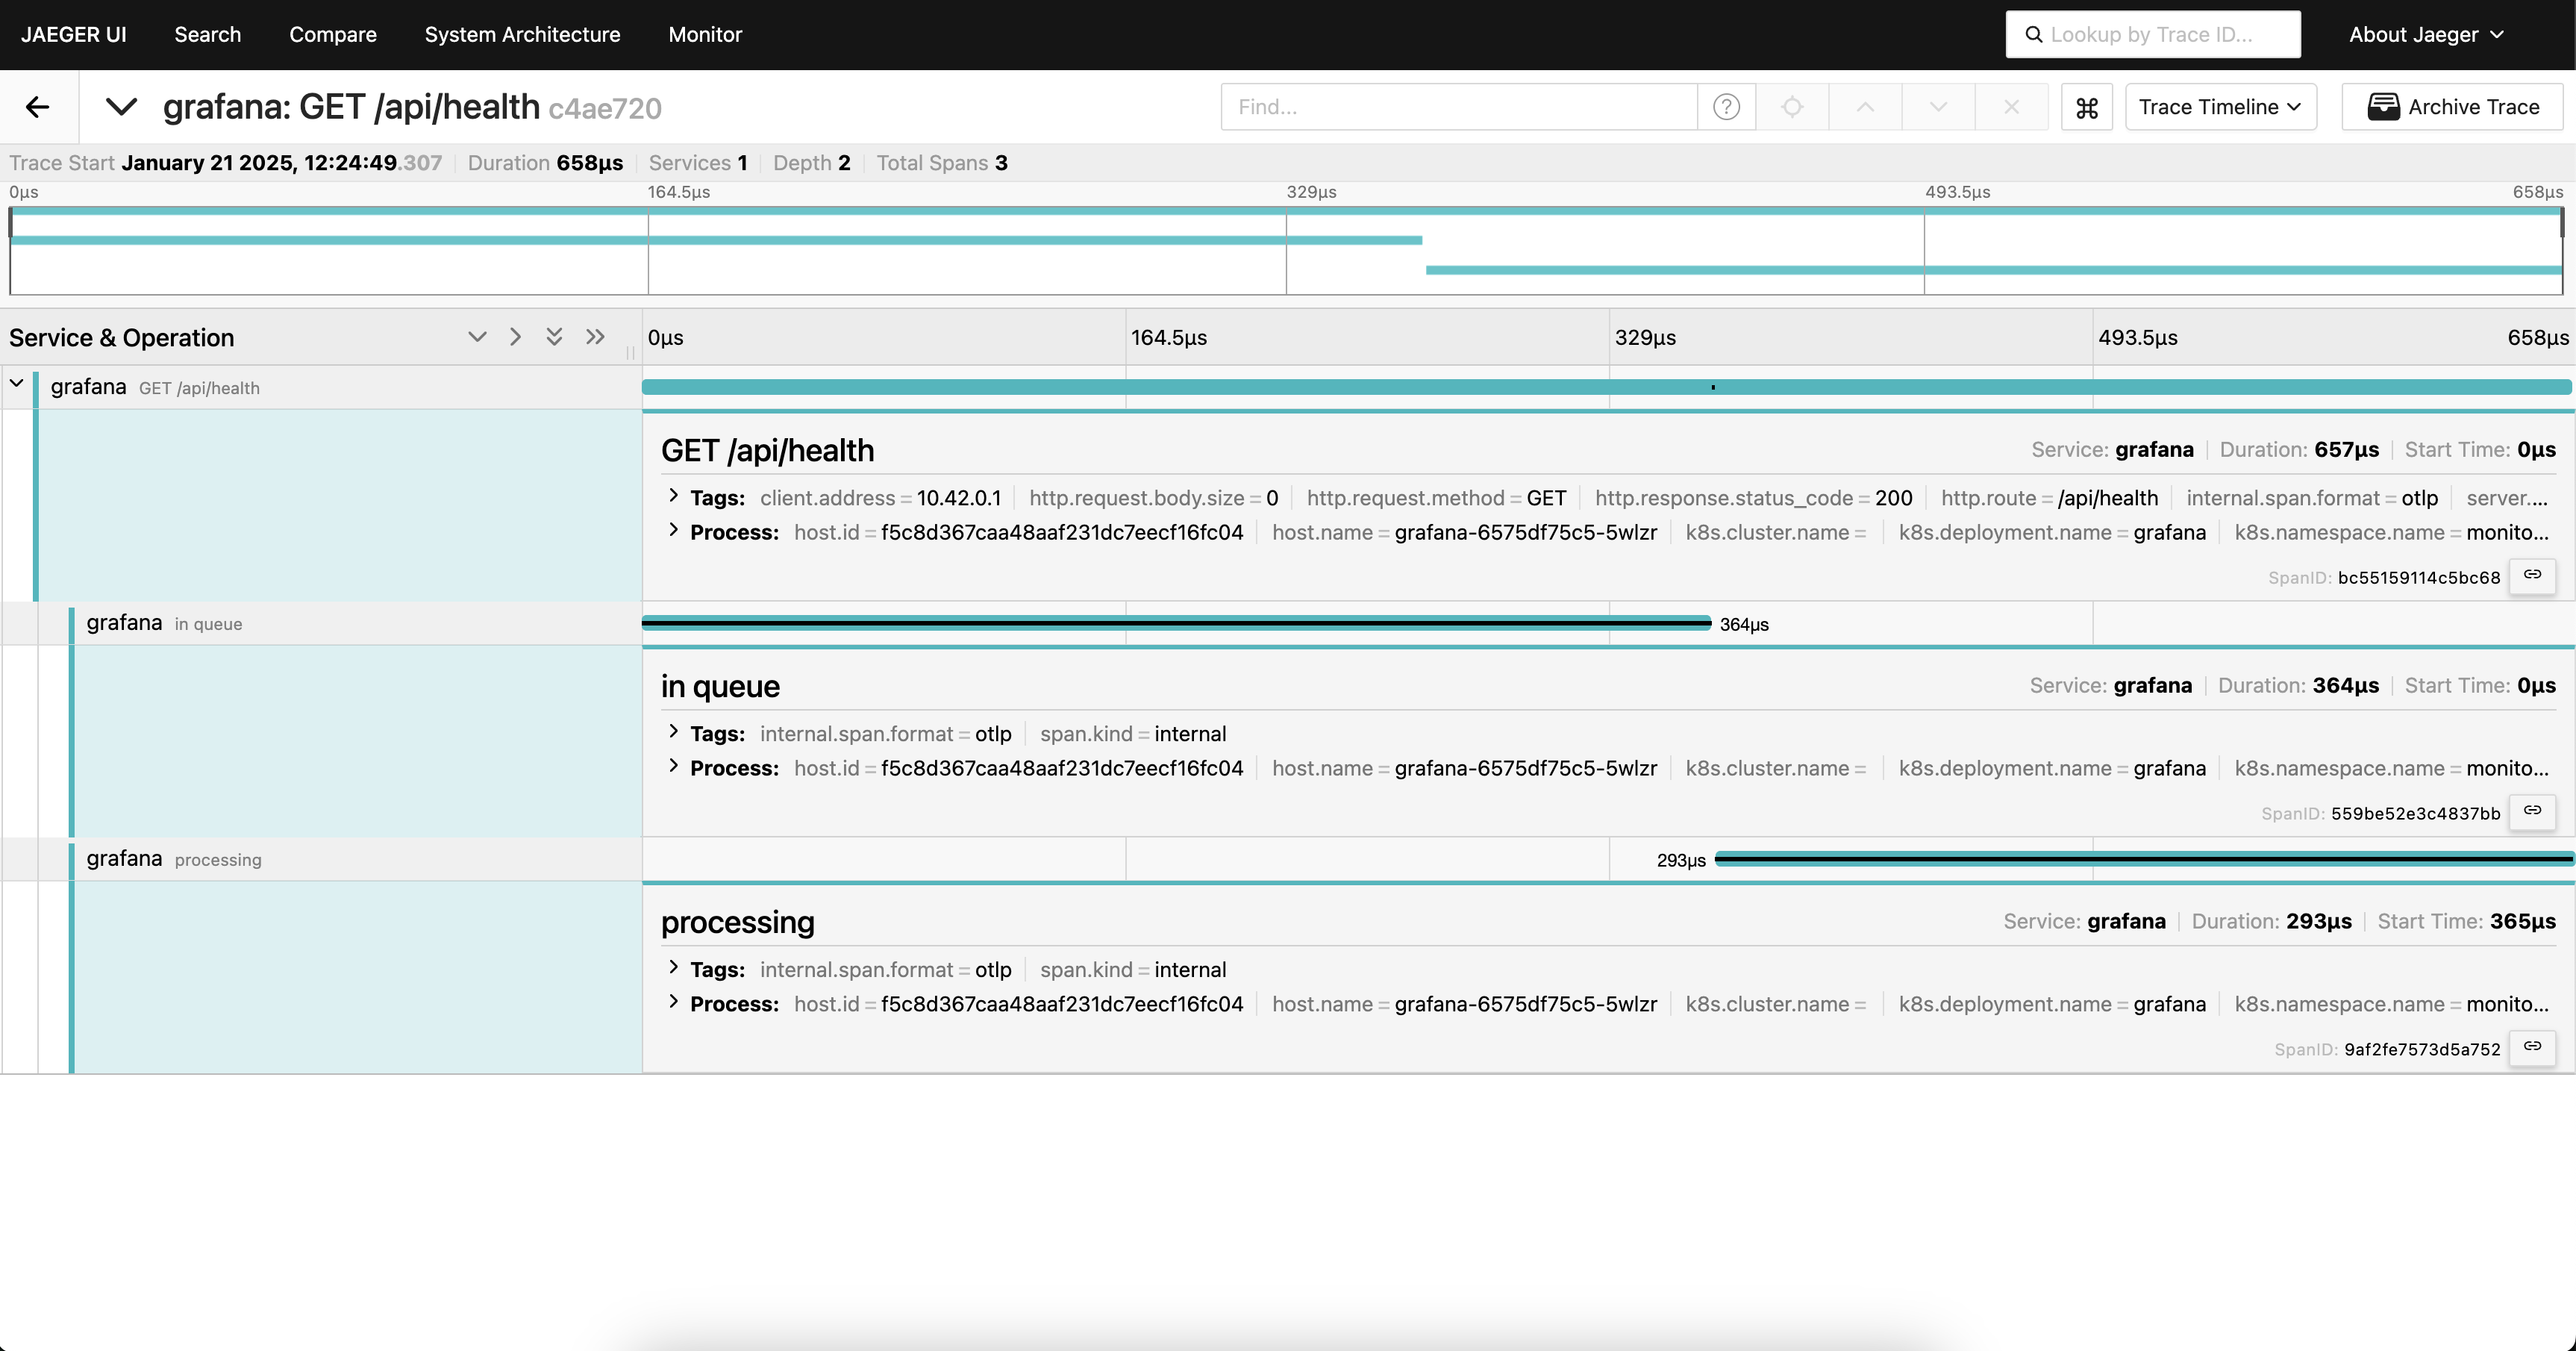 JAEGER UI Search Compare System Architecture Monitor Lookup by Trace ID... About Jaeger
grafana: GET /api/health c4ae720 Find... Trace Timeline Archive Trace
Trace Start January 21 2025, 12:24:49.307 Duration 658μs Services 1 Depth 2 Total Spans 3
0μs 164.5μs 329μs 493.5μs 658μs
Service & Operation 0μs 164.5μs 329μs 493.5μs 658μs
grafana GET /api/health
GET /api/health Service: grafana Duration: 657μs Start Time: 0μs
Tags: client.address = 10.42.0.1 http.request.body.size = 0 http.request.method = GET http.response.status_code = 200 http.route = /api/health internal.span.format = otlp server....
Process: host.id = f5c8d367caa48aaf231dc7eecf16fc04 host.name = grafana-6575df75c5-5wlzr k8s.cluster.name = k8s.deployment.name = grafana k8s.namespace.name = monito...
SpanID: bc55159114c5bc68
grafana in queue 364μs
in queue Service: grafana Duration: 364μs Start Time: 0μs
Tags: internal.span.format = otlp span.kind = internal
Process: host.id = f5c8d367caa48aaf231dc7eecf16fc04 host.name = grafana-6575df75c5-5wlzr k8s.cluster.name = k8s.deployment.name = grafana k8s.namespace.name = monito...
SpanID: 559be52e3c4837bb
grafana processing 293μs
processing Service: grafana Duration: 293μs Start Time: 365μs
Tags: internal.span.format = otlp span.kind = internal
Process: host.id = f5c8d367caa48aaf231dc7eecf16fc04 host.name = grafana-6575df75c5-5wlzr k8s.cluster.name = k8s.deployment.name = grafana k8s.namespace.name = monito...
SpanID: 9af2fe7573d5a752